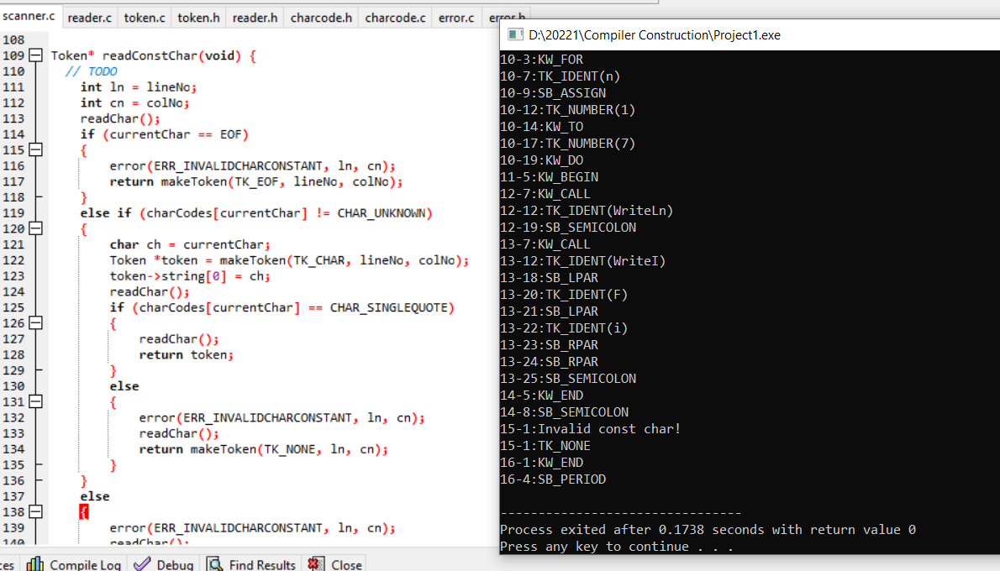 scanner.c reader.c token.c token.h reader.h charcode.h charcode.c error.c error.h
108
109 Token* readConstChar(void) {
110 // TODO
111 int ln = lineNo;
112 int cn = colNo;
113 readChar();
114 if (currentChar == EOF)
115 {
116 error(ERR_INVALIDCHARCONSTANT, ln, cn);
117 return makeToken(TK_EOF, lineNo, colNo);
118 }
119 else if (charCodes[currentChar] != CHAR_UNKNOWN)
120 {
121 char ch = currentChar;
122 Token *token = makeToken(TK_CHAR, lineNo, colNo);
123 token->string[0] = ch;
124 readChar();
125 if (charCodes[currentChar] == CHAR_SINGLEQUOTE)
126 {
127 readChar();
128 return token;
129 }
130 else
131 {
132 error(ERR_INVALIDCHARCONSTANT, ln, cn);
133 readChar();
134 return makeToken(TK_NONE, ln, cn);
135 }
136 }
137 else
138 {
139 error(ERR_INVALIDCHARCONSTANT, ln, cn);
140 readChar();
Compile Log Debug Find Results Close
D:\20221\Compiler Construction\Project1.exe
10-3:KW_FOR
10-7:TK_IDENT(n)
10-9:SB_ASSIGN
10-12:TK_NUMBER(1)
10-14:KW_TO
10-17:TK_NUMBER(7)
10-19:KW_DO
11-5:KW_BEGIN
12-7:KW_CALL
12-12:TK_IDENT(WriteLn)
12-19:SB_SEMICOLON
13-7:KW_CALL
13-12:TK_IDENT(WriteI)
13-18:SB_LPAR
13-20:TK_IDENT(F)
13-21:SB_LPAR
13-22:TK_IDENT(i)
13-23:SB_RPAR
13-24:SB_RPAR
13-25:SB_SEMICOLON
14-5:KW_END
14-8:SB_SEMICOLON
15-1:Invalid const char!
15-1:TK_NONE
16-1:KW_END
16-4:SB_PERIOD
--------------------------------
Process exited after 0.1738 seconds with return value 0
Press any key to continue . . .